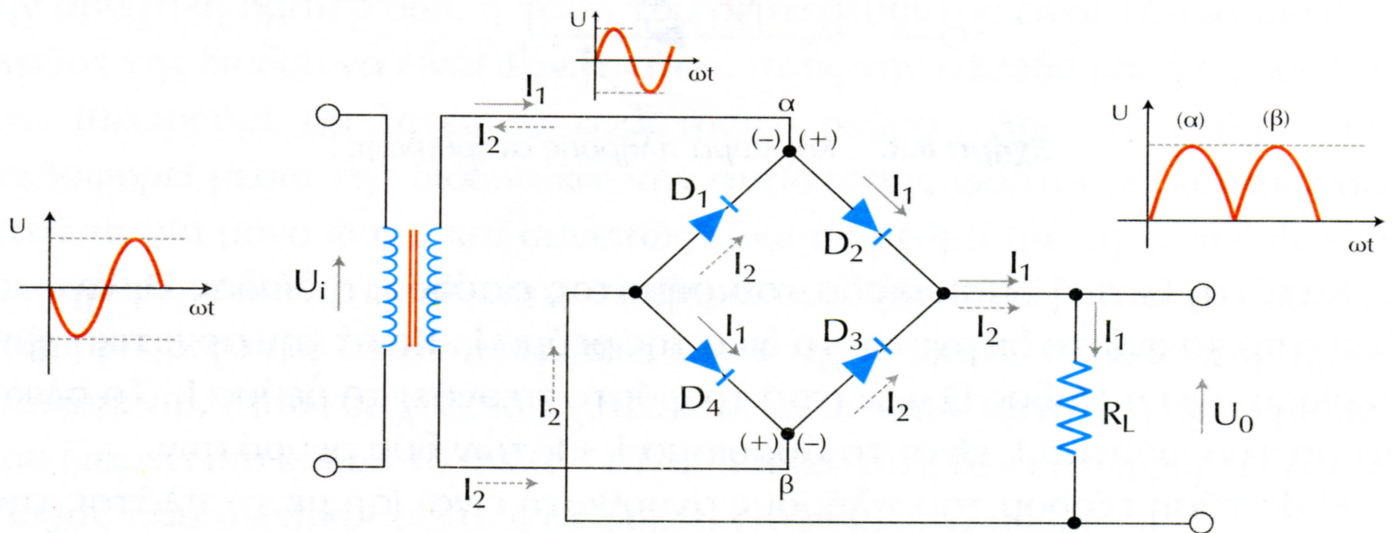 U
ωt
I₁
I₂
α
(−) (+)
U
(α) (β)
ωt
D₁
I₁
D₂
I₂
U
ωt
Uᵢ
I₁
I₂
I₁
D₃
D₄
I₂
I₂
I₁
R_L
U₀
(+) (−)
β
I₂